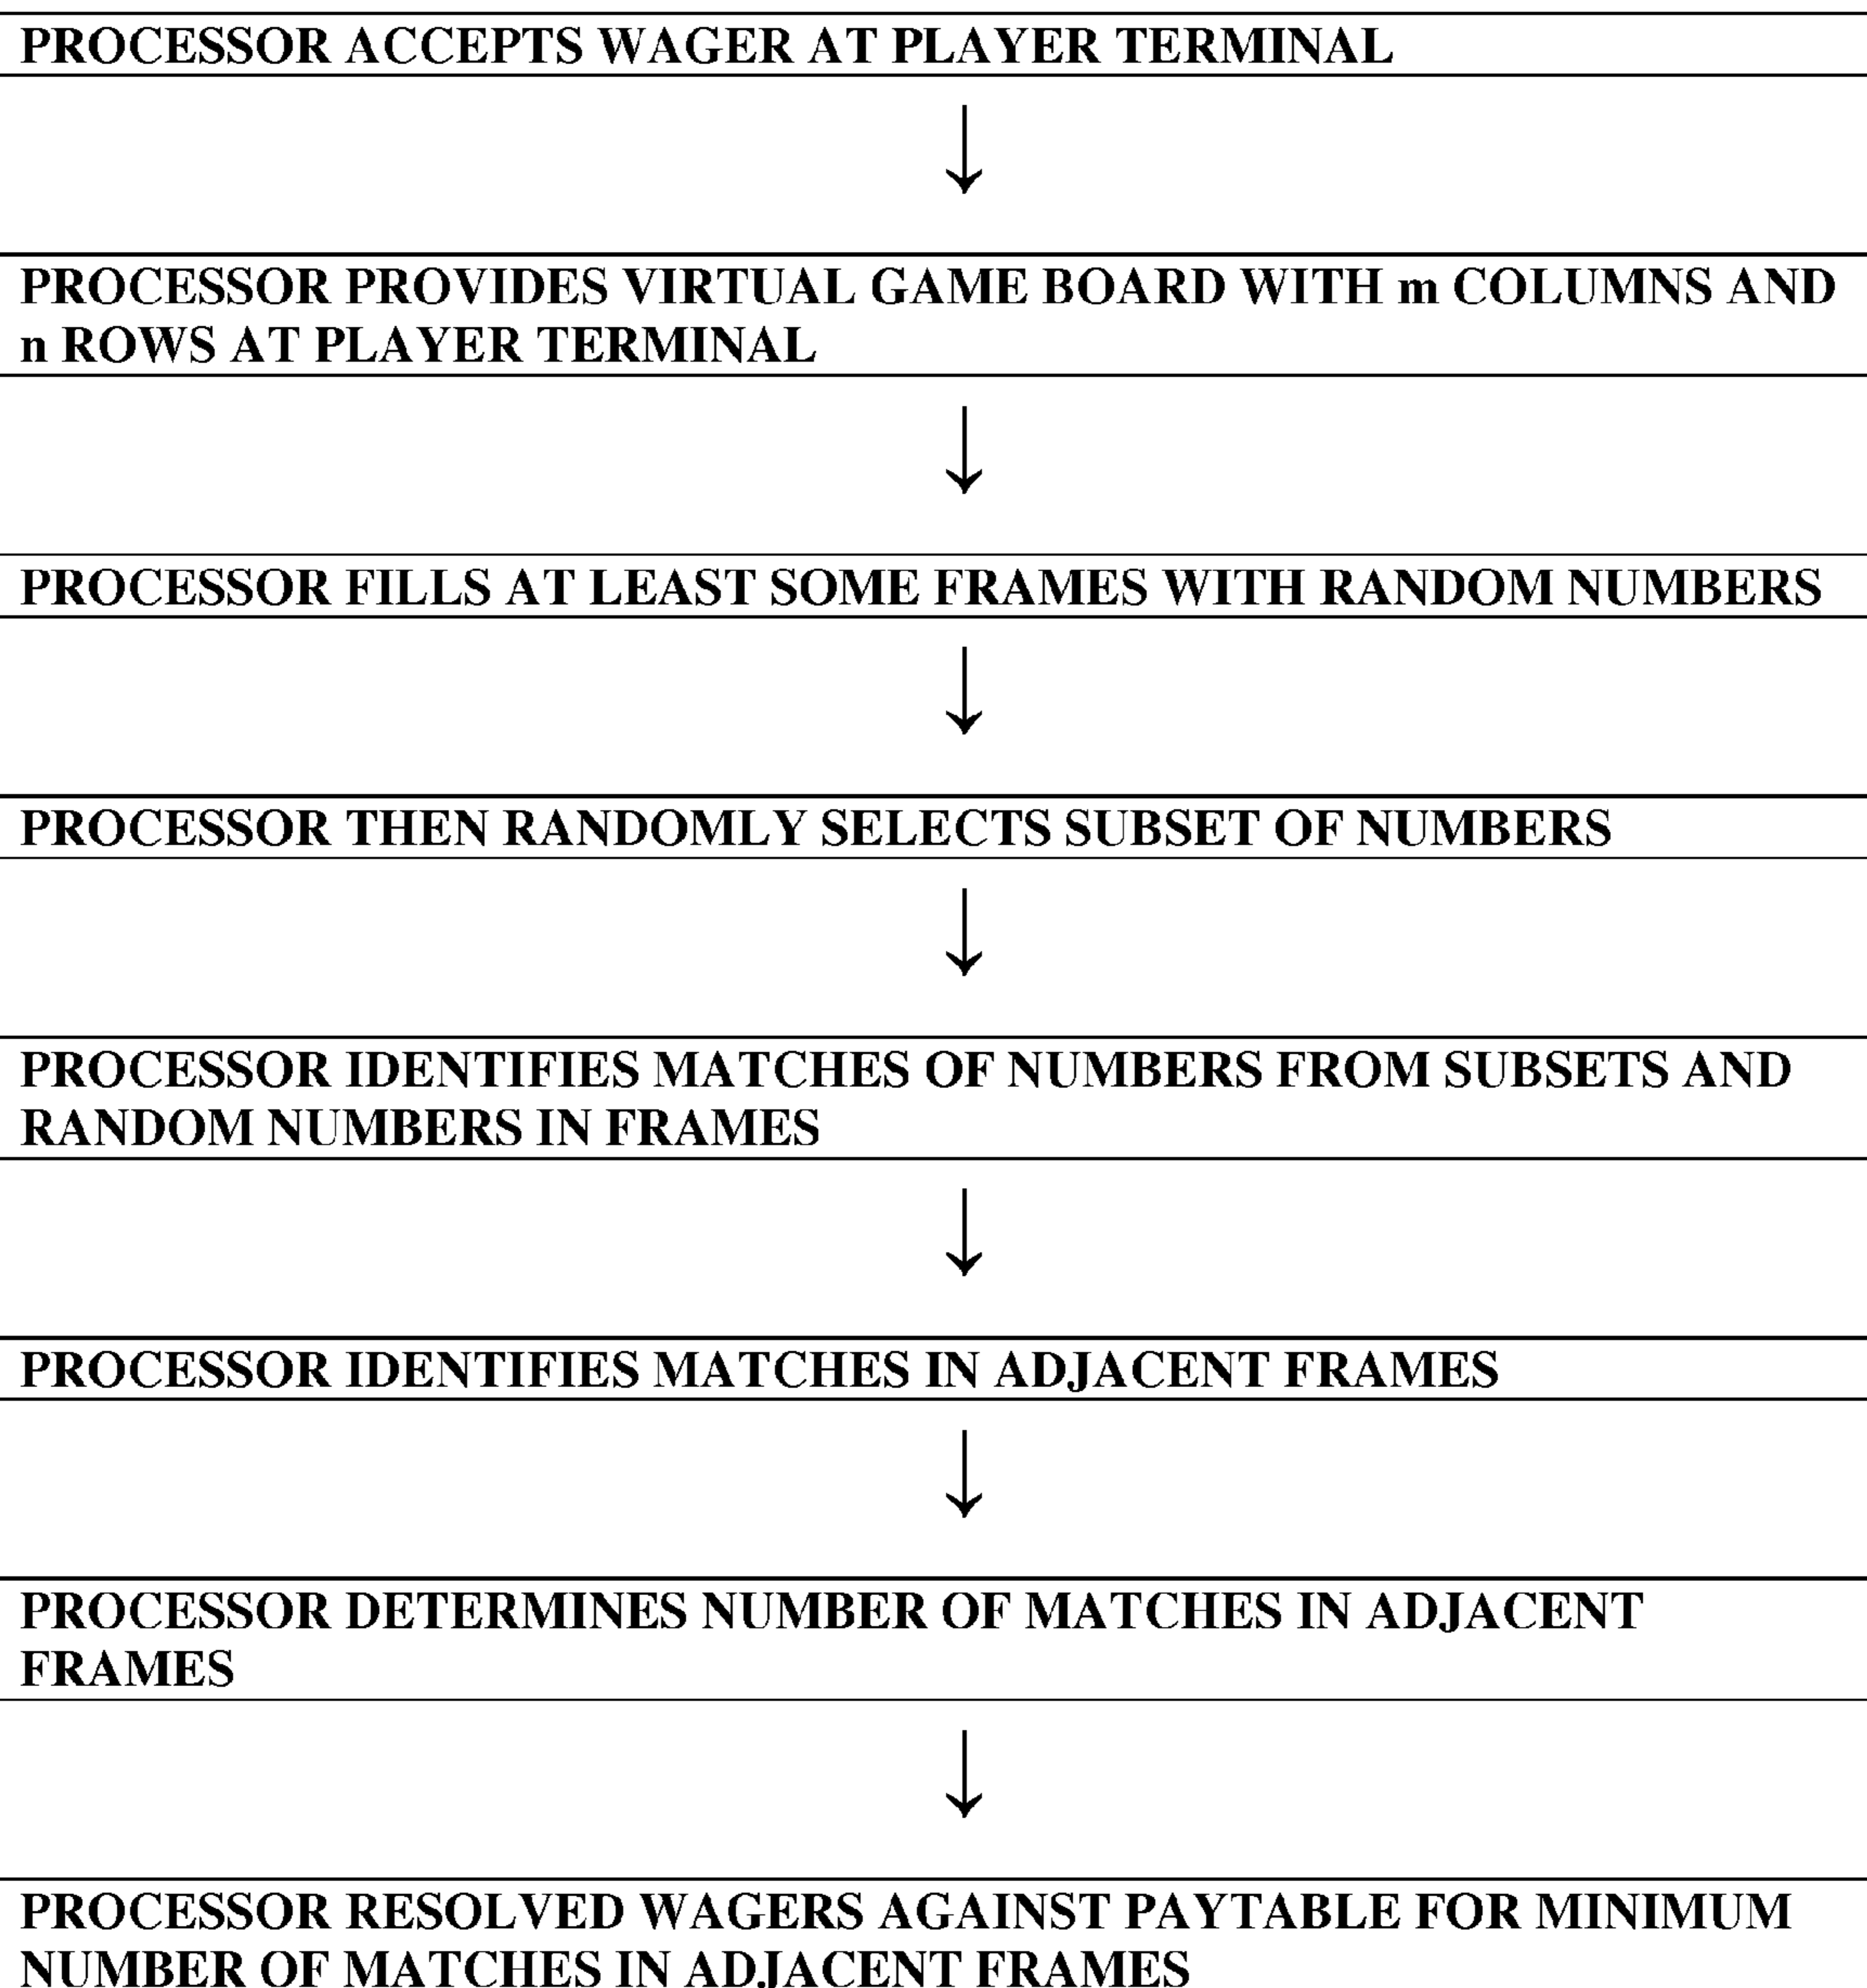 PROCESSOR ACCEPTS WAGER AT PLAYER TERMINAL
PROCESSOR PROVIDES VIRTUAL GAME BOARD WITH m COLUMNS AND
n ROWS AT PLAYER TERMINAL
PROCESSOR FILLS AT LEAST SOME FRAMES WITH RANDOM NUMBERS
PROCESSOR THEN RANDOMLY SELECTS SUBSET OF NUMBERS
PROCESSOR IDENTIFIES MATCHES OF NUMBERS FROM SUBSETS AND
RANDOM NUMBERS IN FRAMES
PROCESSOR IDENTIFIES MATCHES IN ADJACENT FRAMES
PROCESSOR DETERMINES NUMBER OF MATCHES IN ADJACENT
FRAMES
PROCESSOR RESOLVED WAGERS AGAINST PAYTABLE FOR MINIMUM
NUMBER OF MATCHES IN ADJACENT FRAMES